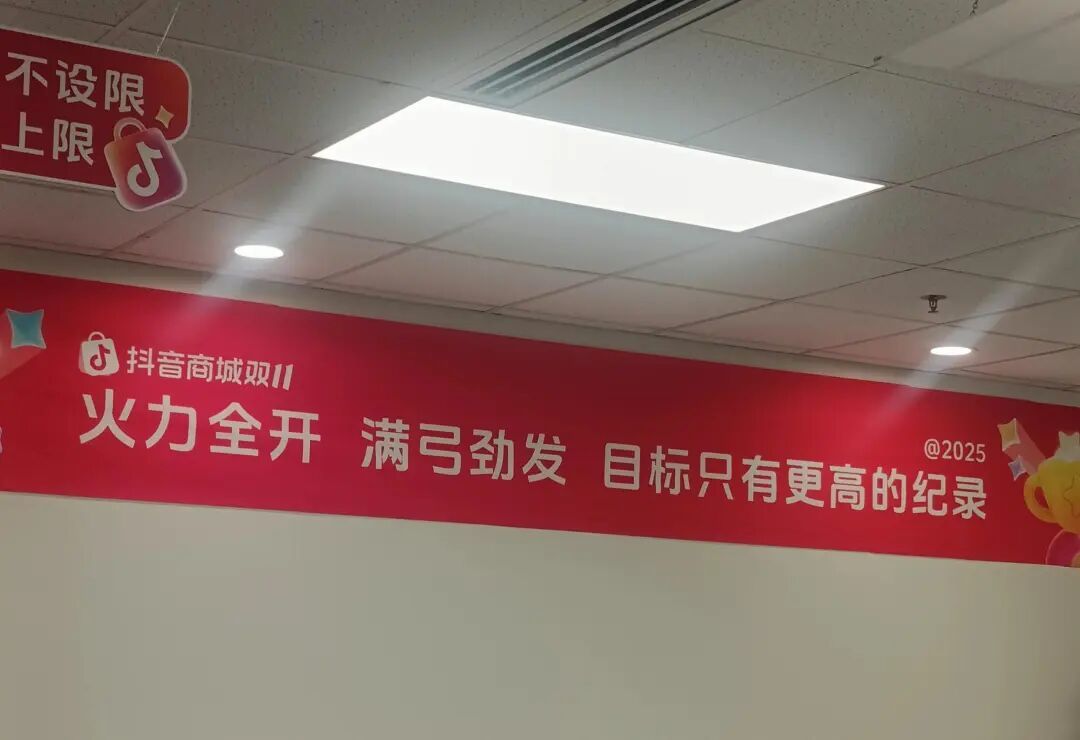 不设限
上限
抖音商城双11
火力全开 满弓劲发 目标只有更高的纪录
@2025